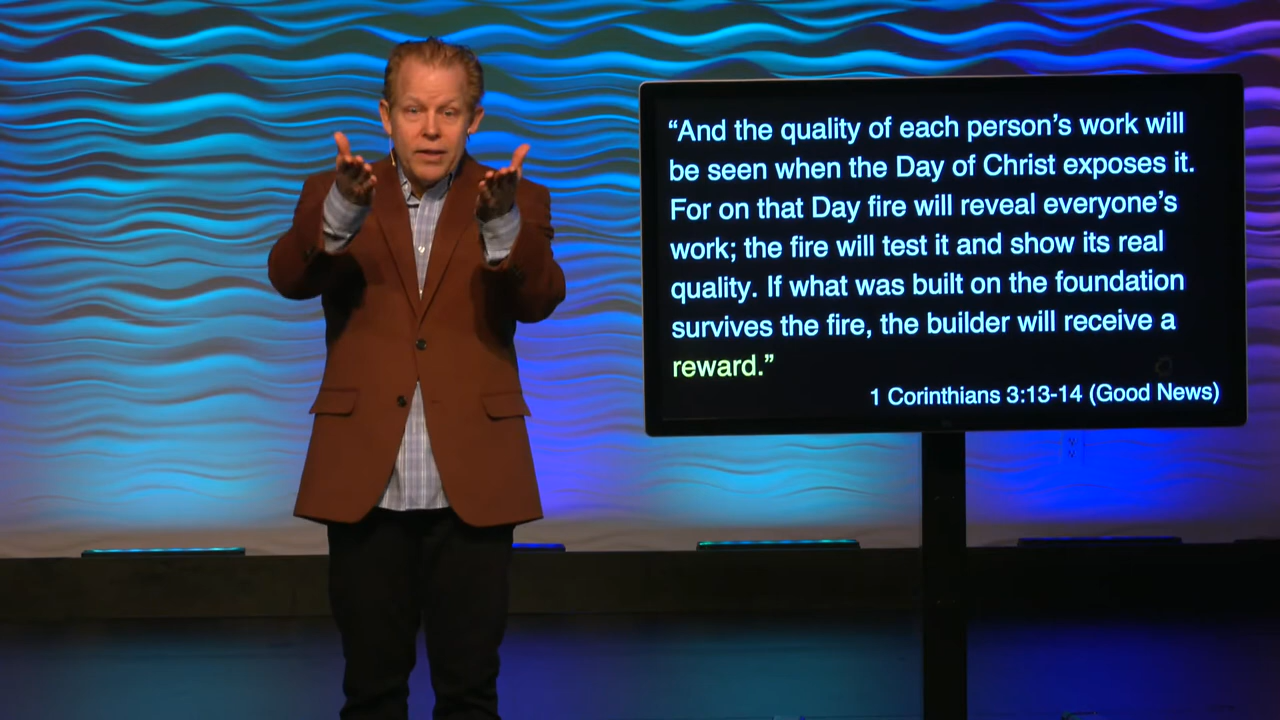 “And the quality of each person’s work will
be seen when the Day of Christ exposes it.
For on that Day fire will reveal everyone’s
work; the fire will test it and show its real
quality. If what was built on the foundation
survives the fire, the builder will receive a
reward.”
1 Corinthians 3:13-14 (Good News)